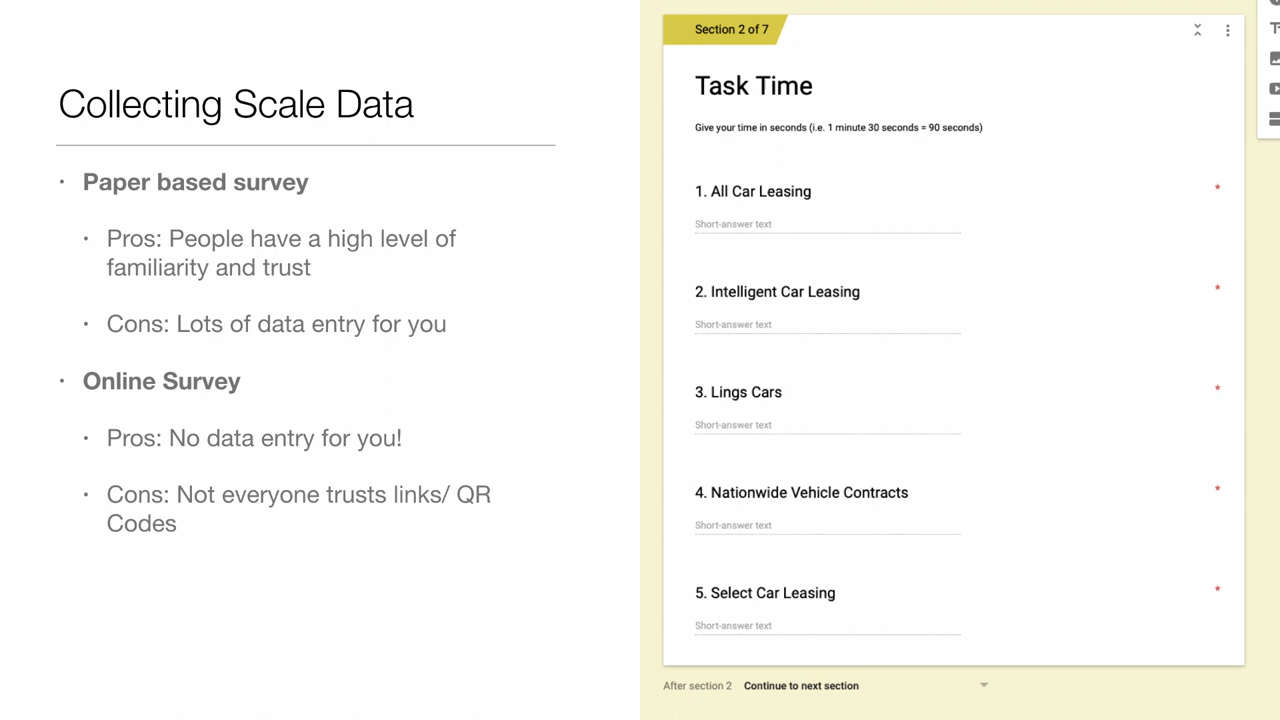 Collecting Scale Data
• Paper based survey
• Pros: People have a high level of
familiarity and trust
• Cons: Lots of data entry for you
• Online Survey
• Pros: No data entry for you!
• Cons: Not everyone trusts links/ QR
Codes
Section 2 of 7
Task Time
Give your time in seconds (i.e. 1 minute 30 seconds = 90 seconds)
1. All Car Leasing *
Short-answer text
2. Intelligent Car Leasing *
Short-answer text
3. Lings Cars *
Short-answer text
4. Nationwide Vehicle Contracts *
Short-answer text
5. Select Car Leasing *
Short-answer text
After section 2 Continue to next section